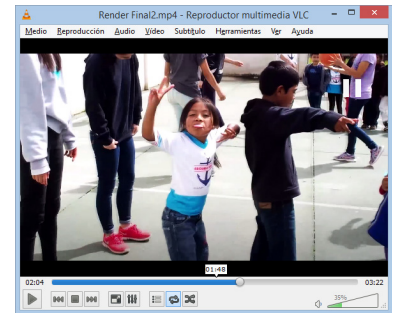 Render Final2.mp4 - Reproductor multimedia VLC
Medio Reproducción Audio Vídeo Subtítulo Herramientas Ver Ayuda
01:48
02:04 03:22
35%